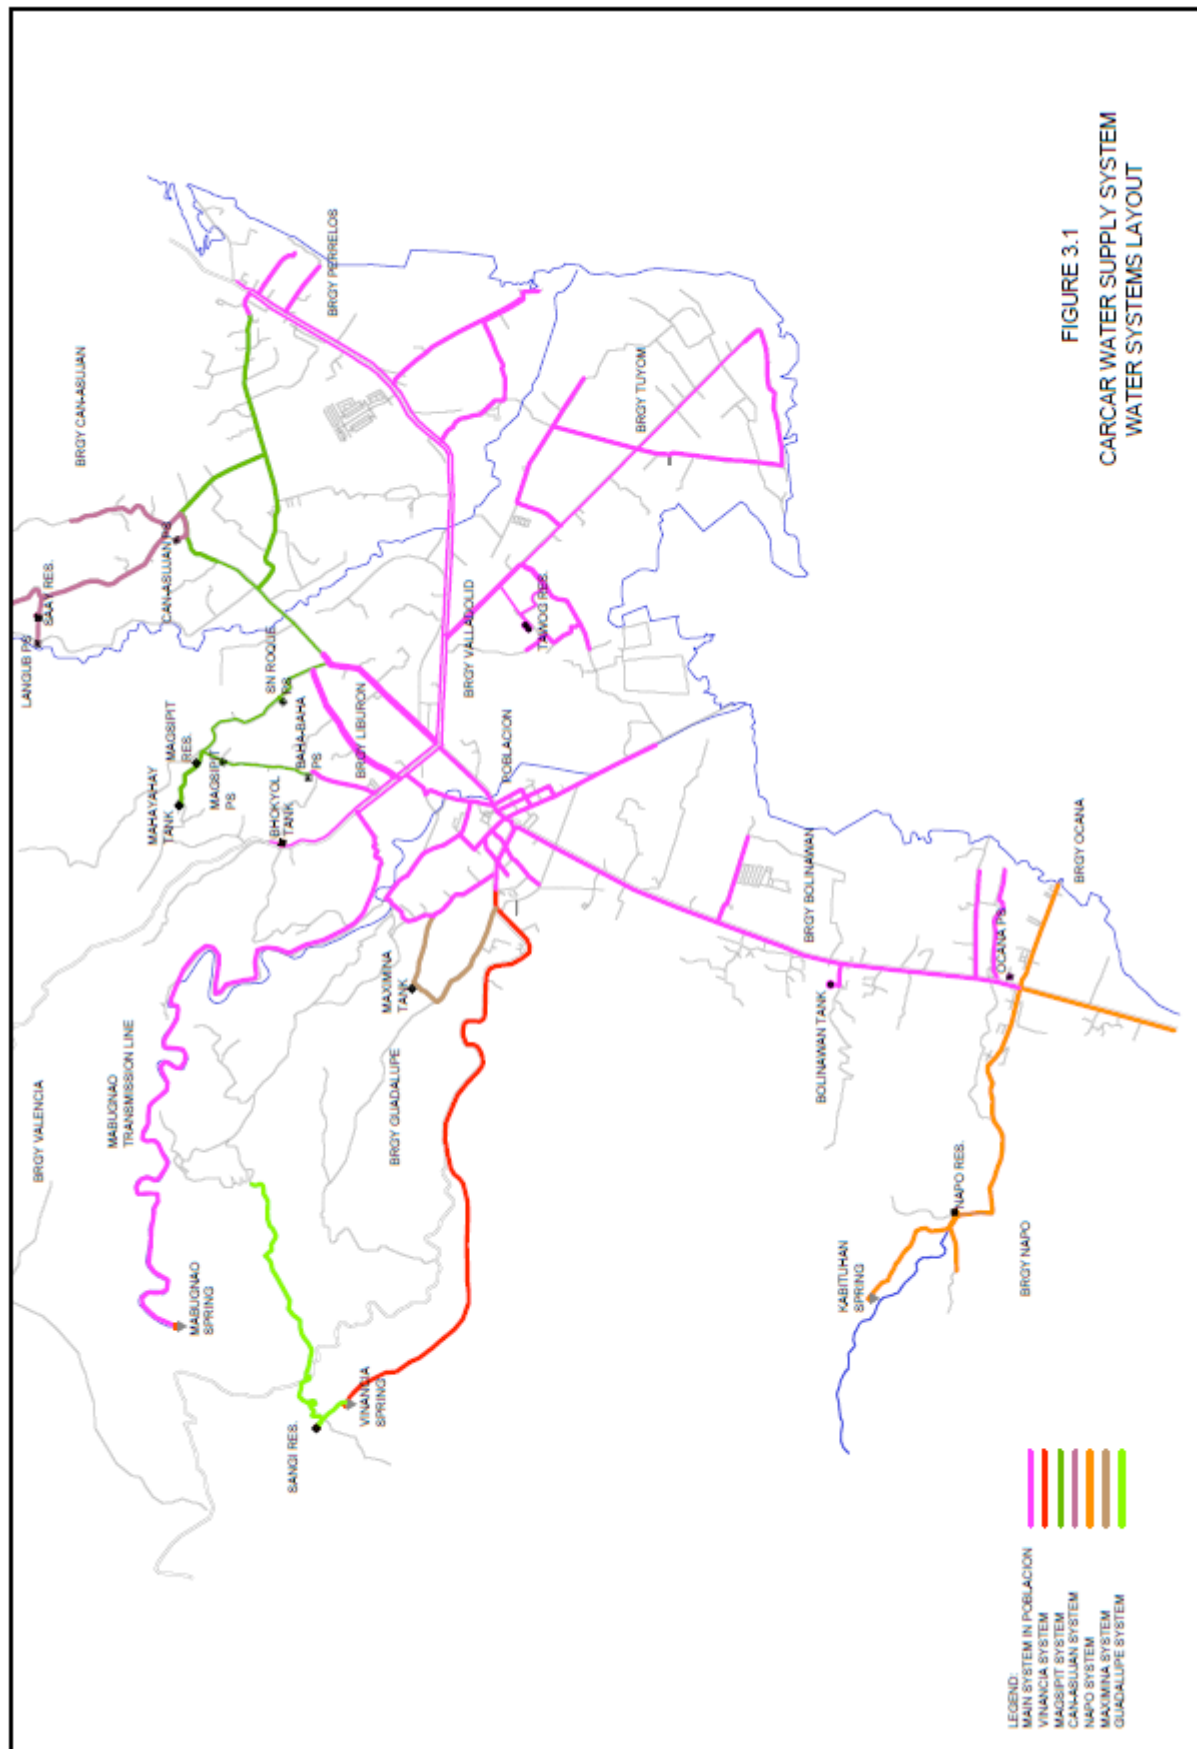 FIGURE 3.1
CARCAR WATER SUPPLY SYSTEM
WATER SYSTEMS LAYOUT
BRGY PERRELOS
BRGY CAN-ASUJAN
BRGY TUYOM
CAN-ASUJAN PS
SAAY RES.
LANGUB PS
TAWOG RES.
BRGY VALLADOLID
SN ROQUE
PS
MAGSIPIT
RES.
BAHA-BAHA
PS
BRGY LIBURON
MAGSIPIT
PS
POBLACION
MAHAYAHAY
TANK
BHOKYOL
TANK
BRGY BOLINAWAN
BRGY OCANA
OCANA PS
MAXIMINA
TANK
BOLINAWAN TANK
MABUGNAO
TRANSMISSION LINE
BRGY GUADALUPE
BRGY VALENCIA
NAPO RES.
BRGY NAPO
KABITUHAN
SPRING
MABUGNAO
SPRING
VINANCIA
SPRING
SANGI RES.
LEGEND:
MAIN SYSTEM IN POBLACION
VINANCIA SYSTEM
MAGSIPIT SYSTEM
CAN-ASUJAN SYSTEM
NAPO SYSTEM
MAXIMINA SYSTEM
GUADALUPE SYSTEM